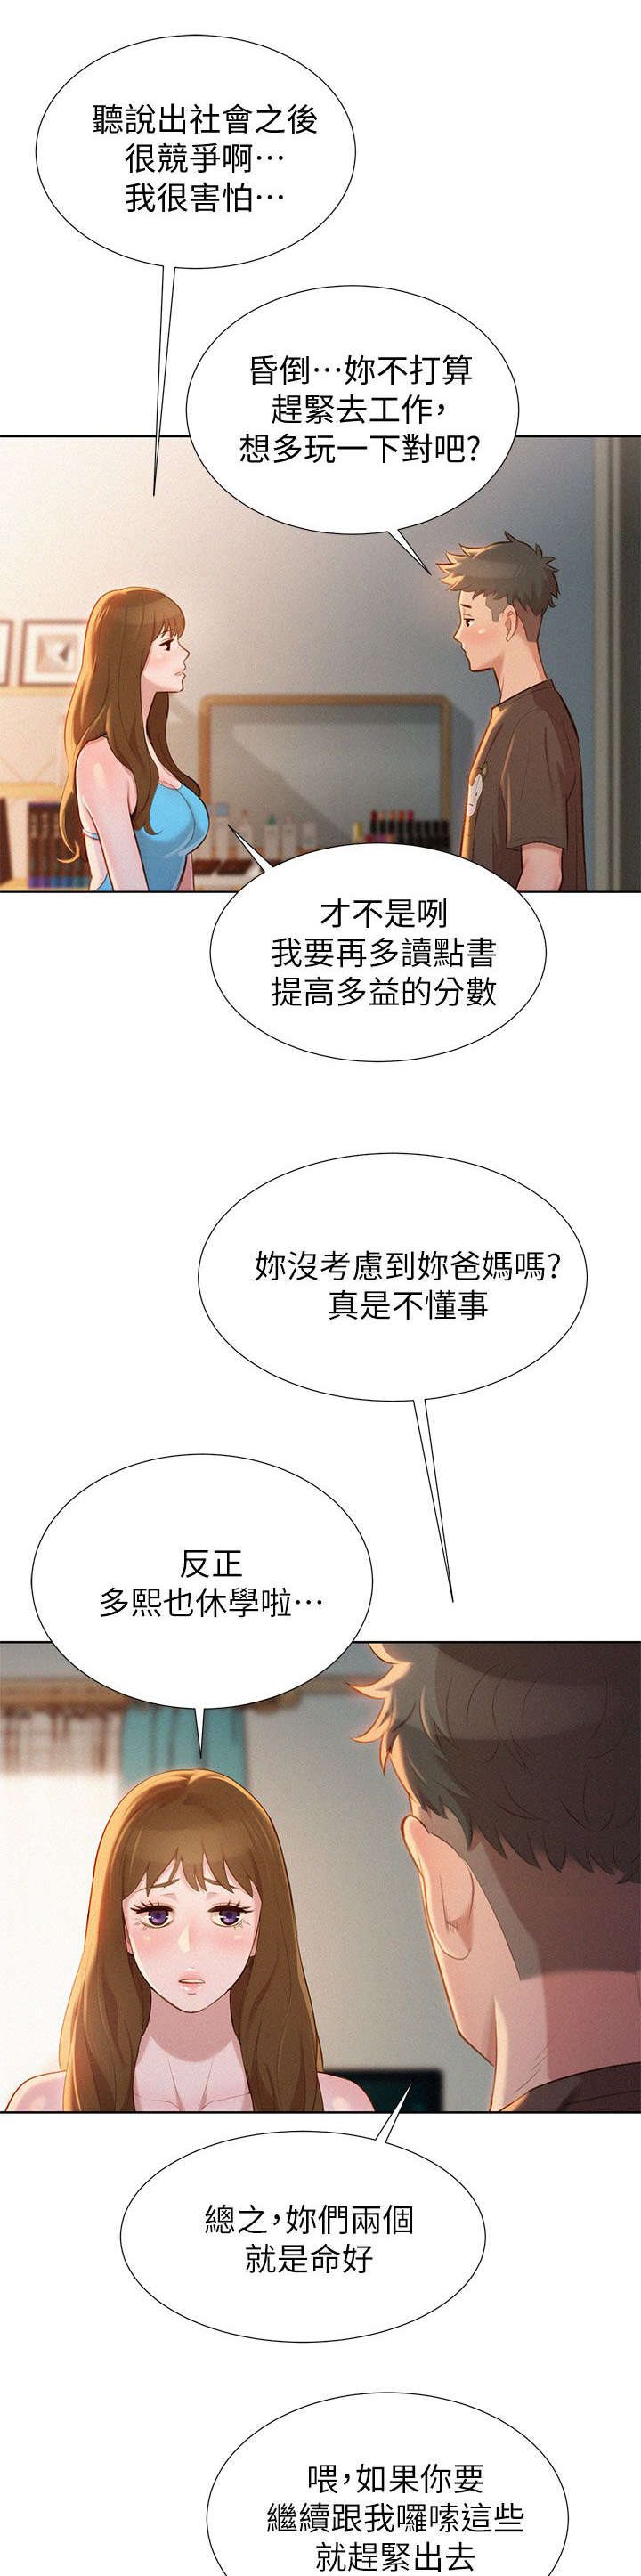 聽說出社會之後
很競爭啊…
我很害怕…
昏倒…妳不打算
趕緊去工作，
想多玩一下對吧?
才不是咧
我要再多讀點書
提高多益的分數
妳沒考慮到妳爸媽嗎?
真是不懂事
反正
多熙也休學啦…
總之，妳們兩個
就是命好
喂，如果你要
繼續跟我囉嗦這些
就趕緊出去